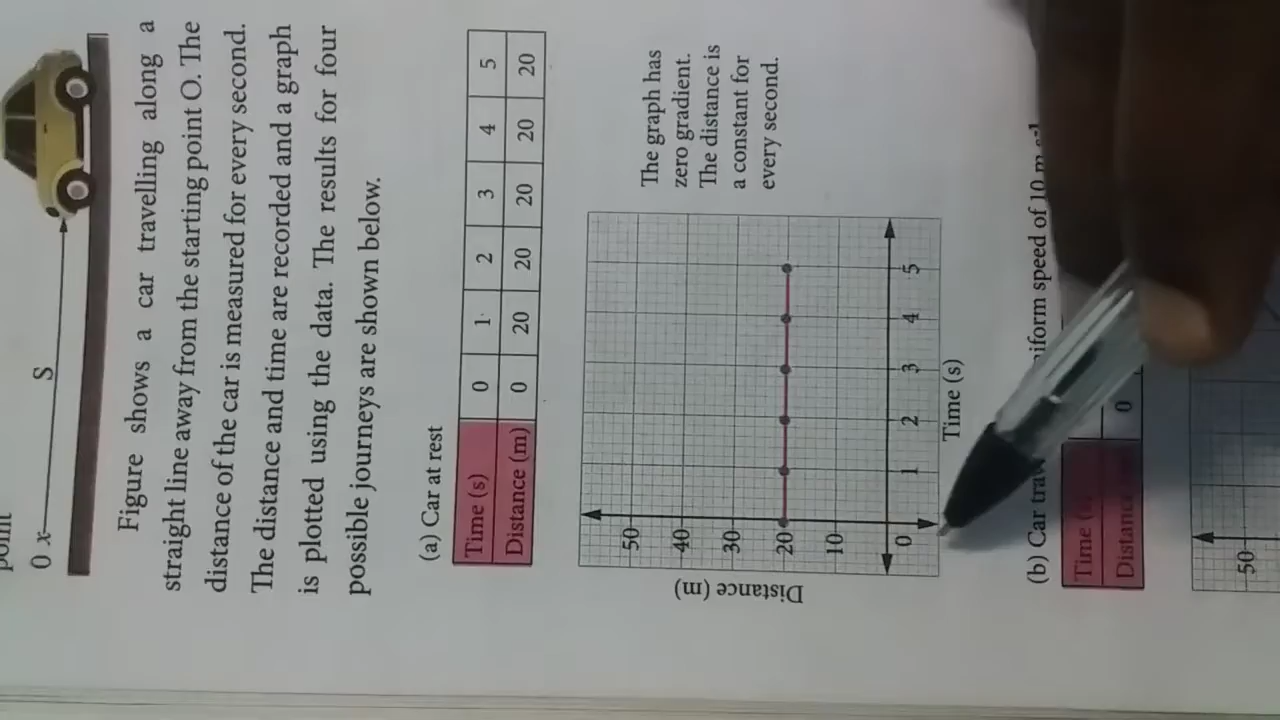 point
0 x S
Figure shows a car travelling along a
straight line away from the starting point O. The
distance of the car is measured for every second.
The distance and time are recorded and a graph
is plotted using the data. The results for four
possible journeys are shown below.
(a) Car at rest
Time (s) 0 1 2 3 4 5
Distance (m) 0 20 20 20 20 20
50
40
30
20
10
0 1 2 3 4 5
Distance (m)
Time (s)
The graph has
zero gradient.
The distance is
a constant for
every second.
(b) Car speed of 10 m
Time
0
50